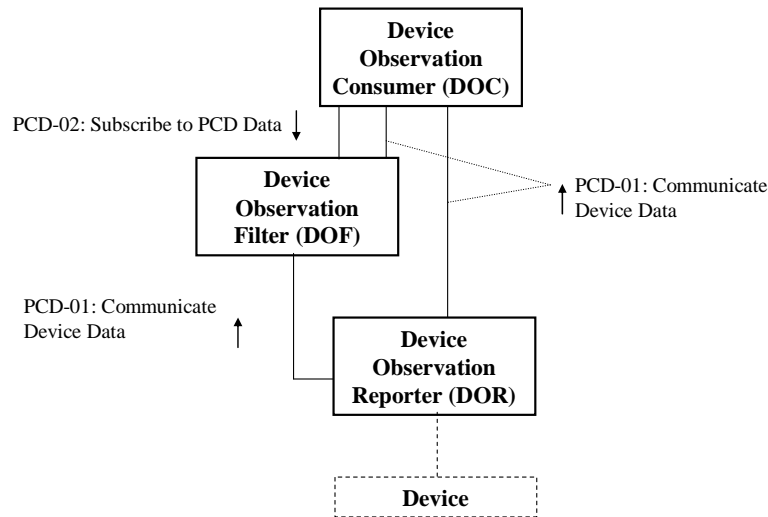 Device
Observation
Consumer (DOC)
PCD-02: Subscribe to PCD Data
Device
Observation
Filter (DOF)
PCD-01: Communicate
Device Data
PCD-01: Communicate
Device Data
Device
Observation
Reporter (DOR)
Device